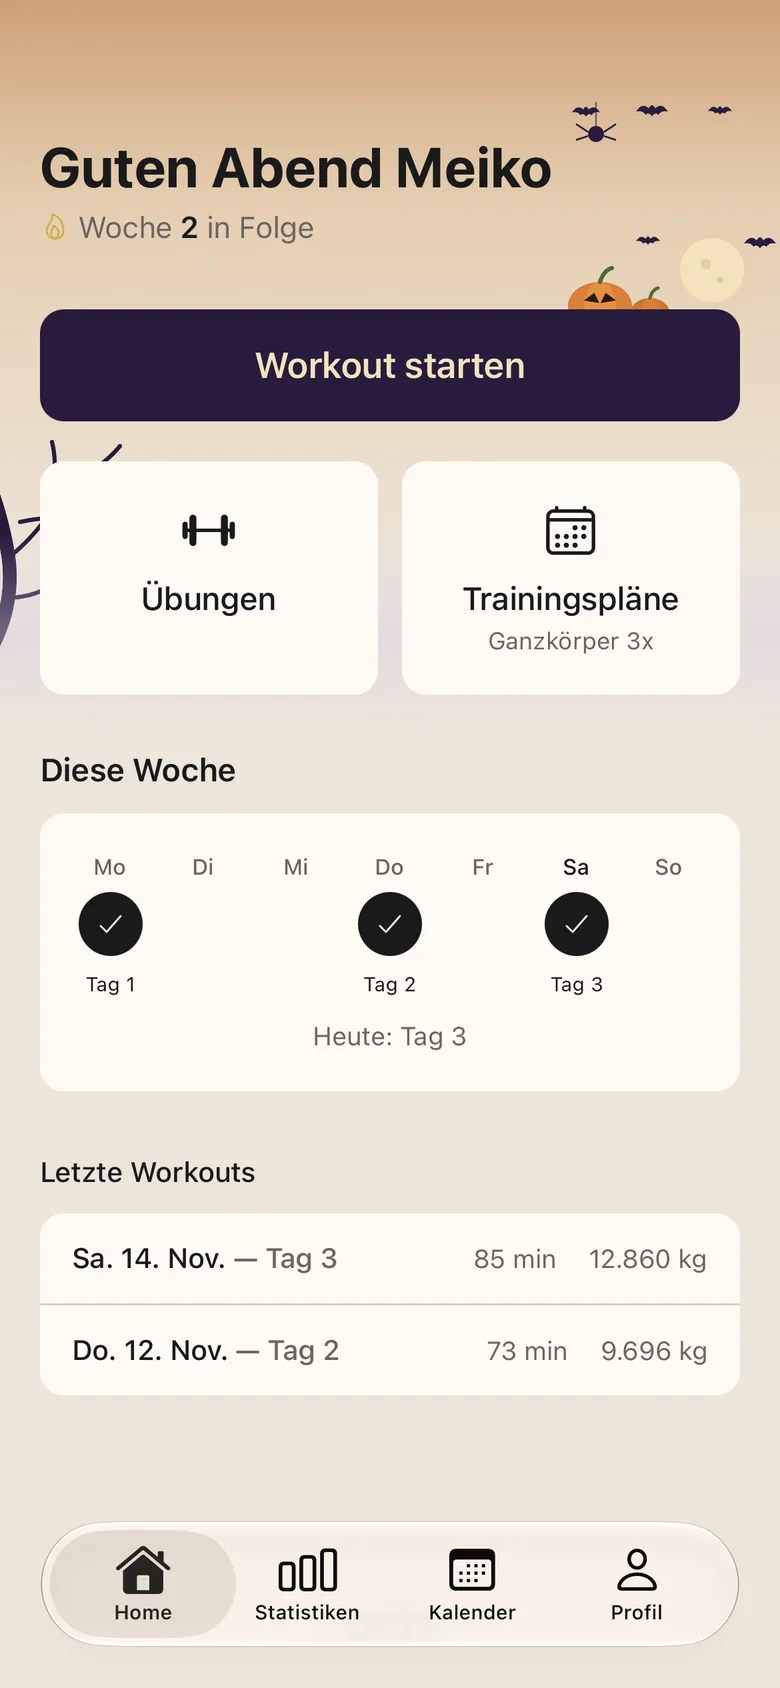 Guten Abend Meiko
Woche 2 in Folge
Workout starten
Übungen
Trainingspläne
Ganzkörper 3x
Diese Woche
Mo Di Mi Do Fr Sa So
Tag 1 Tag 2 Tag 3
Heute: Tag 3
Letzte Workouts
Sa. 14. Nov. — Tag 3 85 min 12.860 kg
Do. 12. Nov. — Tag 2 73 min 9.696 kg
Home Statistiken Kalender Profil